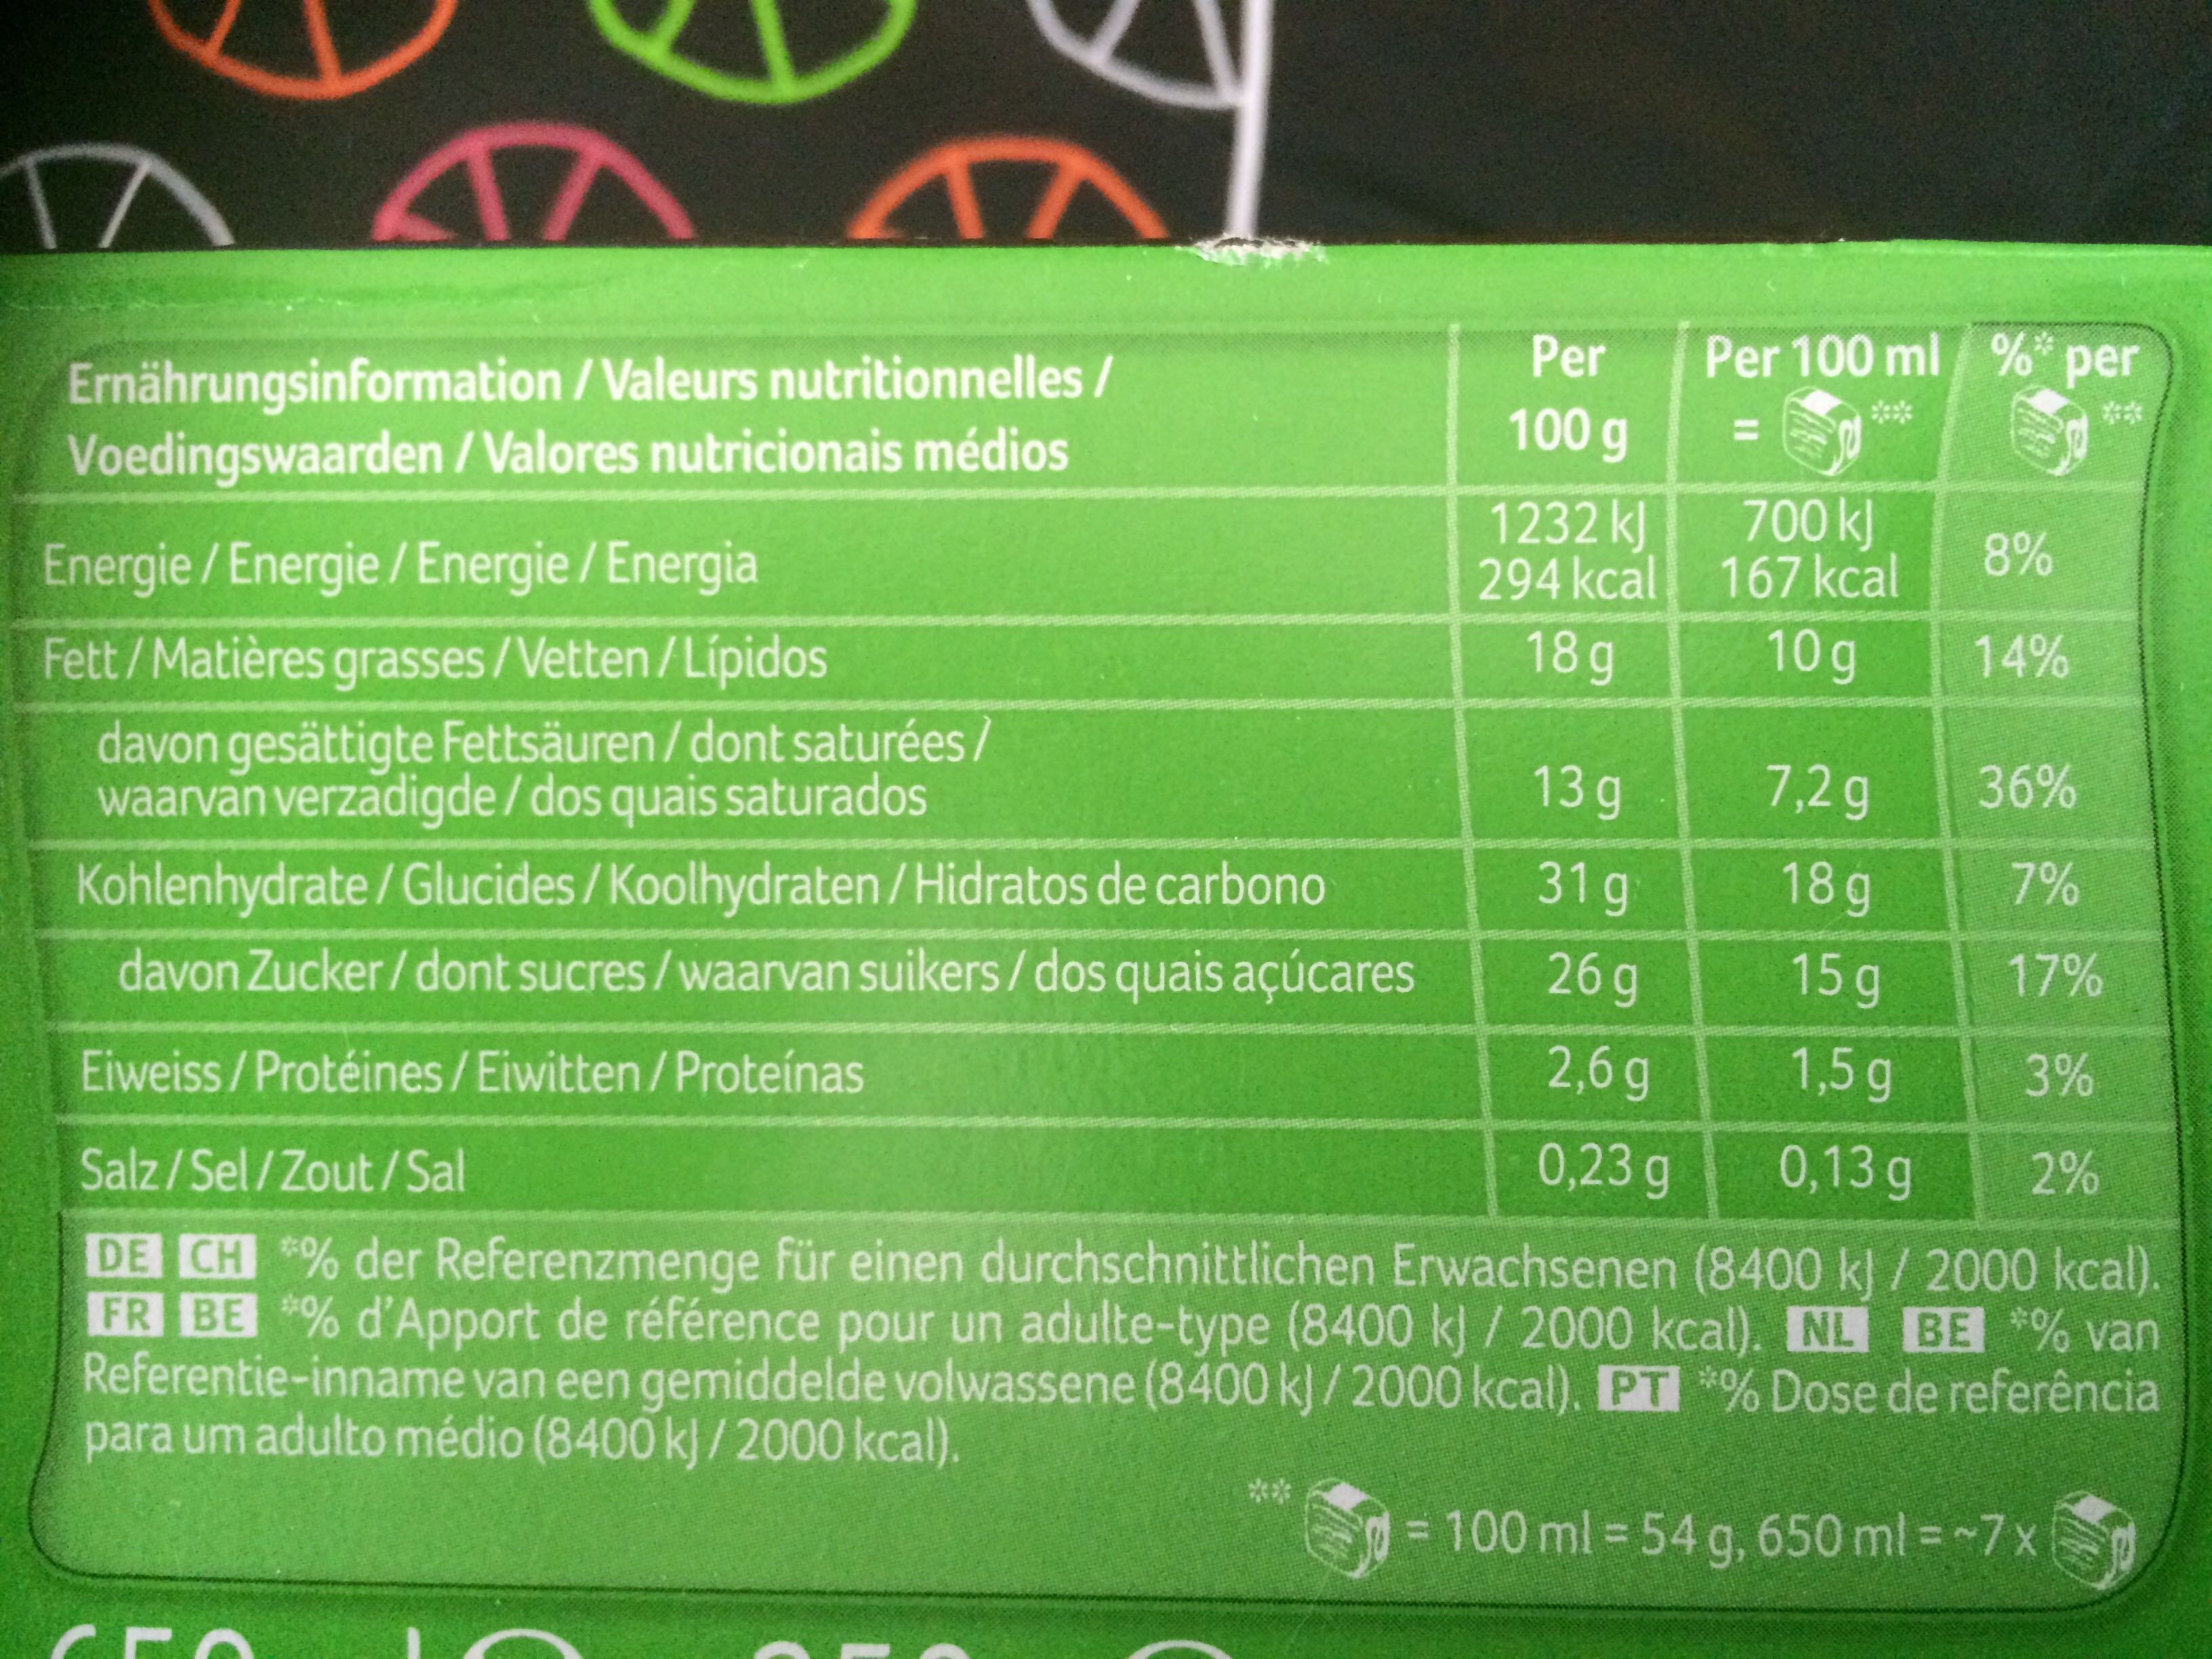 Ernährungsinformation / Valeurs nutritionnelles /
Voedingswaarden / Valores nutricionais médios
Per
100 g
Per 100 ml
= **
%* per
**
Energie / Energie / Energie / Energia
1232 kJ
294 kcal
700 kJ
167 kcal
8%
Fett / Matières grasses / Vetten / Lípidos 18 g 10 g 14%
davon gesättigte Fettsäuren / dont saturées /
waarvan verzadigde / dos quais saturados
13 g 7,2 g 36%
Kohlenhydrate / Glucides / Koolhydraten / Hidratos de carbono 31 g 18 g 7%
davon Zucker / dont sucres / waarvan suikers / dos quais açúcares 26 g 15 g 17%
Eiweiss / Protéines / Eiwitten / Proteínas 2,6 g 1,5 g 3%
Salz / Sel / Zout / Sal 0,23 g 0,13 g 2%
DE CH *% der Referenzmenge für einen durchschnittlichen Erwachsenen (8400 kJ / 2000 kcal).
FR BE *% d'Apport de référence pour un adulte-type (8400 kJ / 2000 kcal). NL BE *% van
Referentie-inname van een gemiddelde volwassene (8400 kJ / 2000 kcal). PT *% Dose de referência
para um adulto médio (8400 kJ / 2000 kcal).
** = 100 ml = 54 g, 650 ml = ~7 x